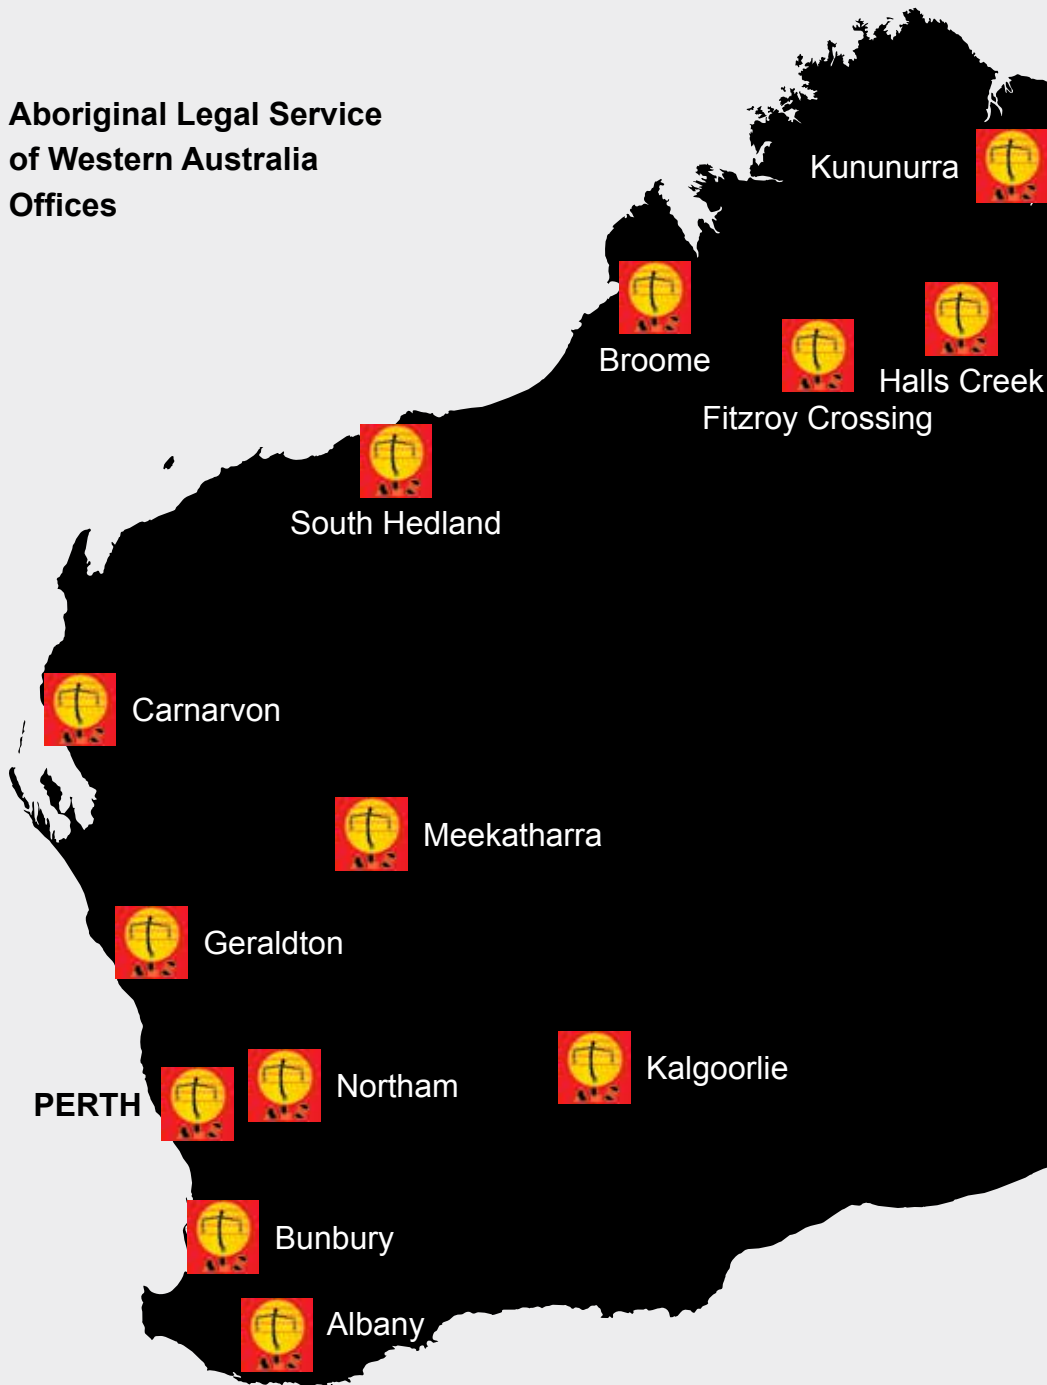 Aboriginal Legal Service
of Western Australia
Offices
Kununurra
Broome
Halls Creek
Fitzroy Crossing
South Hedland
Carnarvon
Meekatharra
Geraldton
Kalgoorlie
Northam
PERTH
Bunbury
Albany